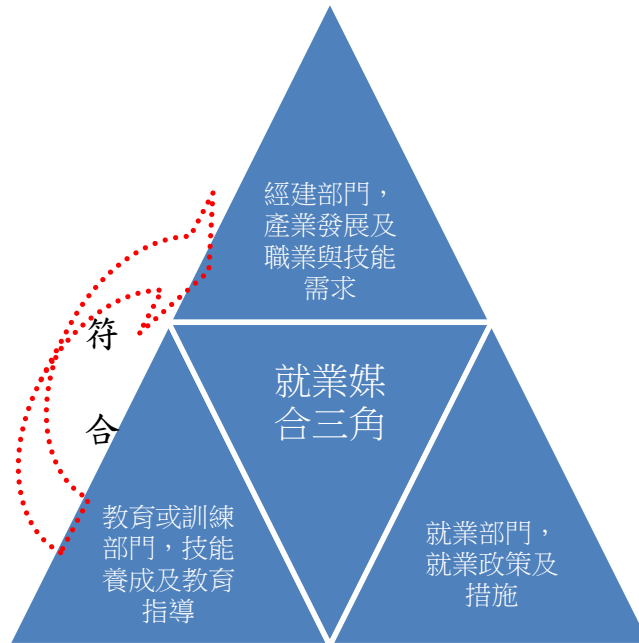 經建部門，
產業發展及
職業與技能
需求
符
合
就業媒
合三角
教育或訓練
部門，技能
養成及教育
指導
就業部門，
就業政策及
措施